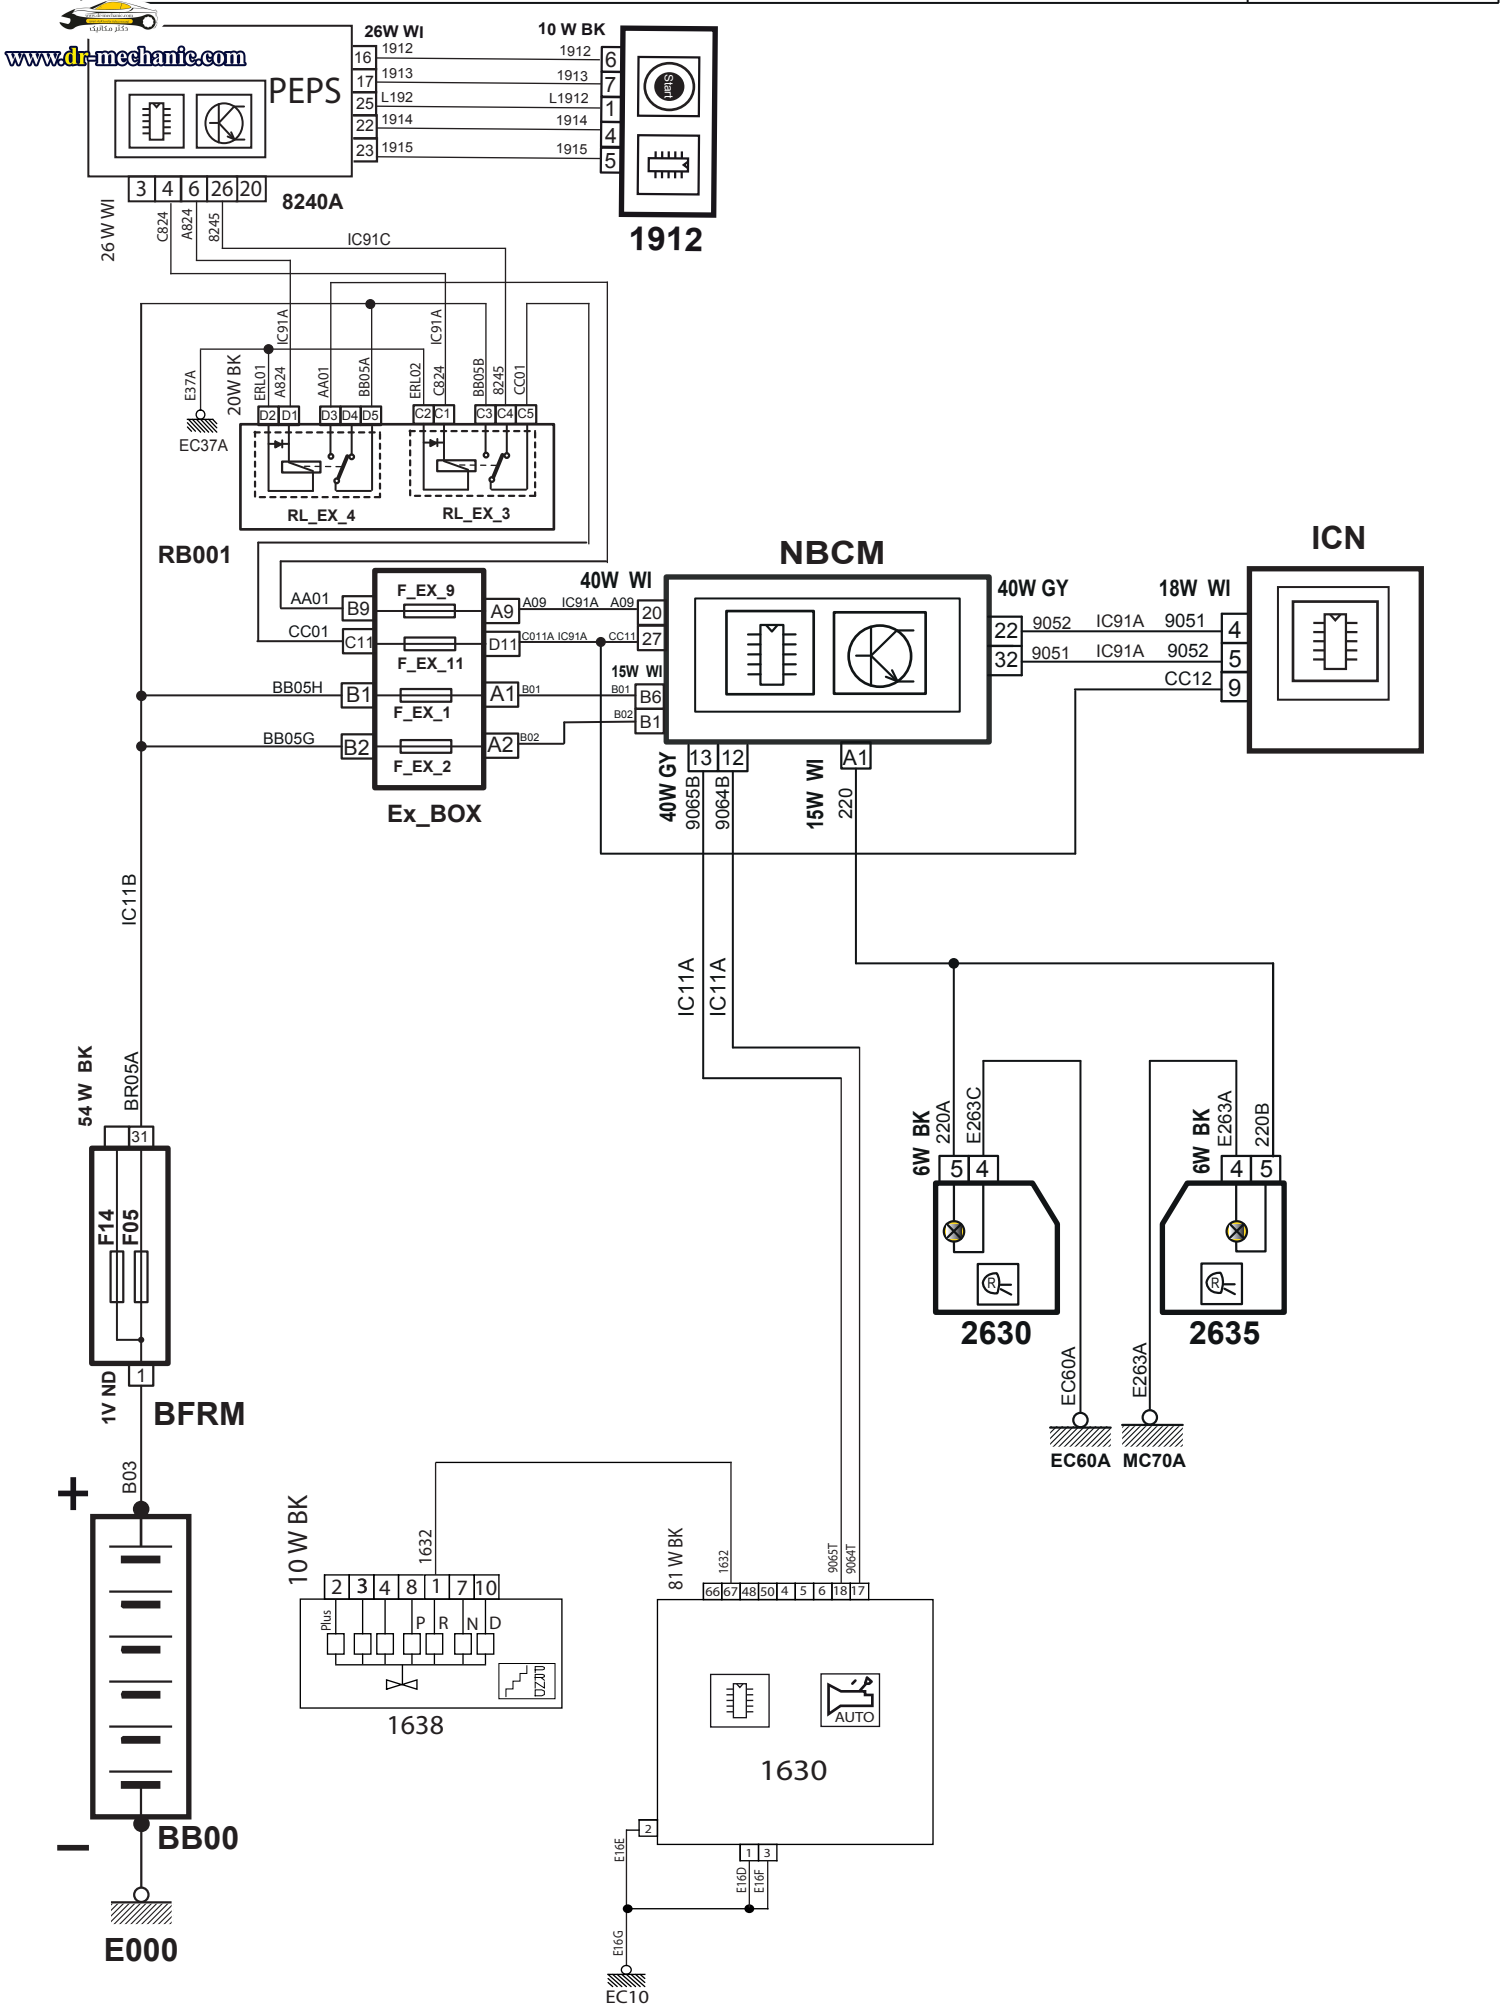 دکتر مکانیک
www.dr-mechanic.com
26W WI
10 W BK
PEPS
16 1912 1912 6
17 1913 1913 7
25 L192 L1912 1
22 1914 1914 4
23 1915 1915 5
Start
3 4 6 26 20
8240A
1912
26 W WI
C824
A824
8245
IC91C
IC91A
IC91A
E37A
EC37A
20W BK
ERL01
A824
AA01
BB05A
ERL02
C824
BB05B
8245
CC01
D2 D1 D3 D4 D5 C2 C1 C3 C4 C5
RL_EX_4
RL_EX_3
RB001
AA01 B9 F_EX_9 A9 A09 IC91A A09 20
CC01 C11 F_EX_11 D11 C011A IC91A CC11 27
BB05H B1 F_EX_1 A1 B01 B01 B6
BB05G B2 F_EX_2 A2 B02 B02 B1
Ex_BOX
40W WI
15W WI
NBCM
40W GY
18W WI
ICN
22 9052 IC91A 9051 4
32 9051 IC91A 9052 5
CC12 9
13 12 A1
40W GY
9065B
9064B
15W WI
220
IC11B
IC11A
IC11A
54 W BK
BR05A
31
F14
F05
1
1V ND
BFRM
B03
+
BB00
–
E000
6W BK
220A
E263C
5 4
R
2630
6W BK
E263A
220B
4 5
R
2635
EC60A
E263A
EC60A
MC70A
10 W BK
1632
2 3 4 8 1 7 10
Plus
P R N D
1638
81 W BK
1632
9065T
9064T
66 67 48 50 4 5 6 18 17
AUTO
1630
2
1 3
E16E
E16D
E16F
E16G
EC10